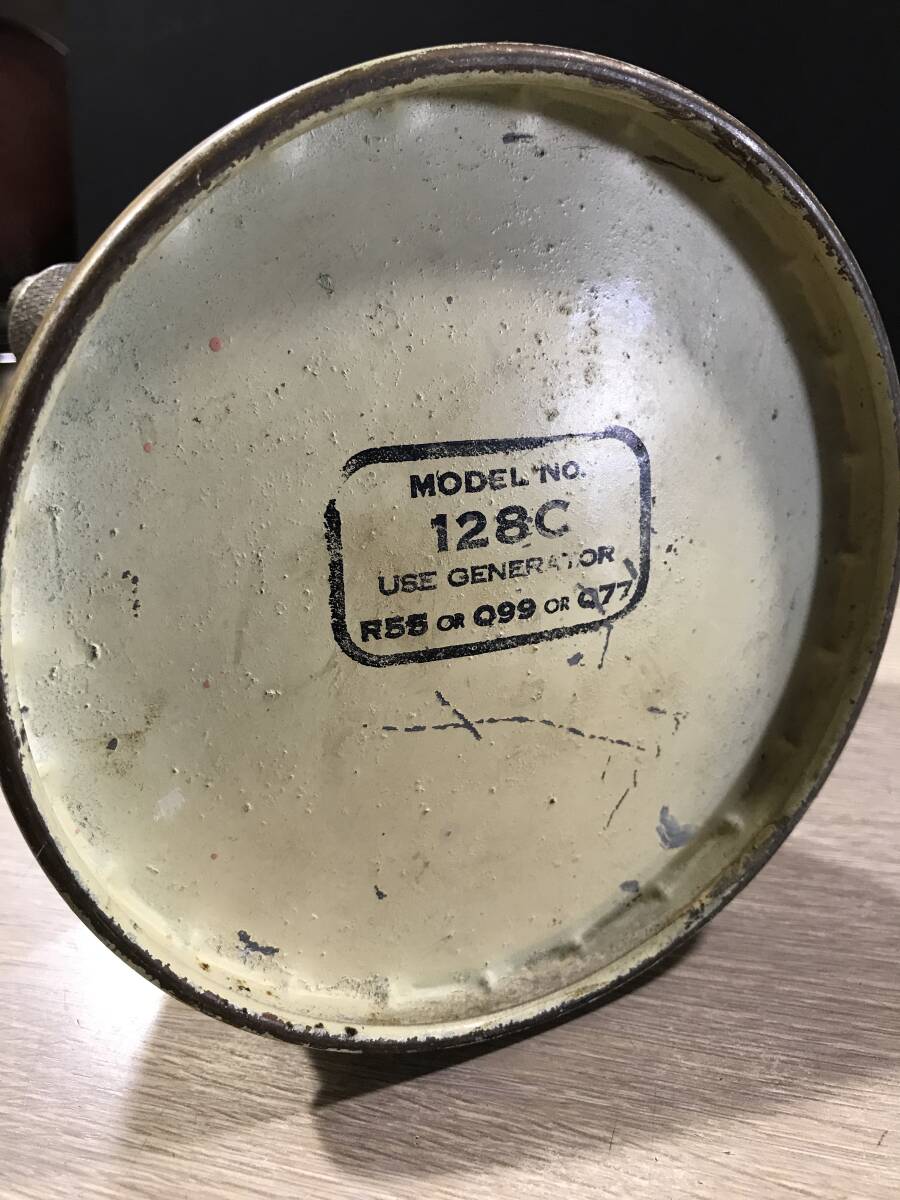 MODEL NO.
128C
USE GENERATOR
R55 OR Q99 OR Q77